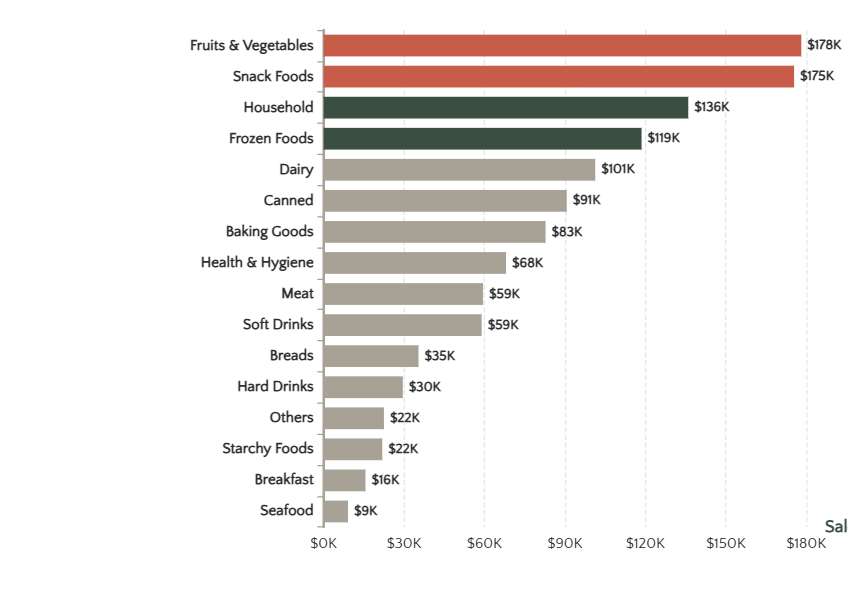 Fruits & Vegetables $178K
Snack Foods $175K
Household $136K
Frozen Foods $119K
Dairy $101K
Canned $91K
Baking Goods $83K
Health & Hygiene $68K
Meat $59K
Soft Drinks $59K
Breads $35K
Hard Drinks $30K
Others $22K
Starchy Foods $22K
Breakfast $16K
Seafood $9K
Sal
$0K $30K $60K $90K $120K $150K $180K